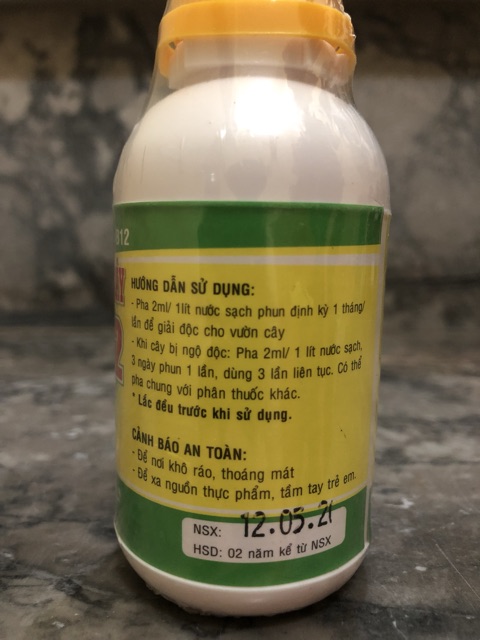 012
HƯỚNG DẪN SỬ DỤNG:
- Pha 2ml/ 1lít nước sạch phun định kỳ 1 tháng/
lần để giải độc cho vườn cây
- Khi cây bị ngộ độc: Pha 2ml/ 1 lít nước sạch,
3 ngày phun 1 lần, dùng 3 lần liên tục. Có thể
pha chung với phân thuốc khác.
* Lắc đều trước khi sử dụng.
CẢNH BÁO AN TOÀN:
- Để nơi khô ráo, thoáng mát
- Để xa nguồn thực phẩm, tầm tay trẻ em.
NSX: 12.05.21
HSD: 02 năm kể từ NSX